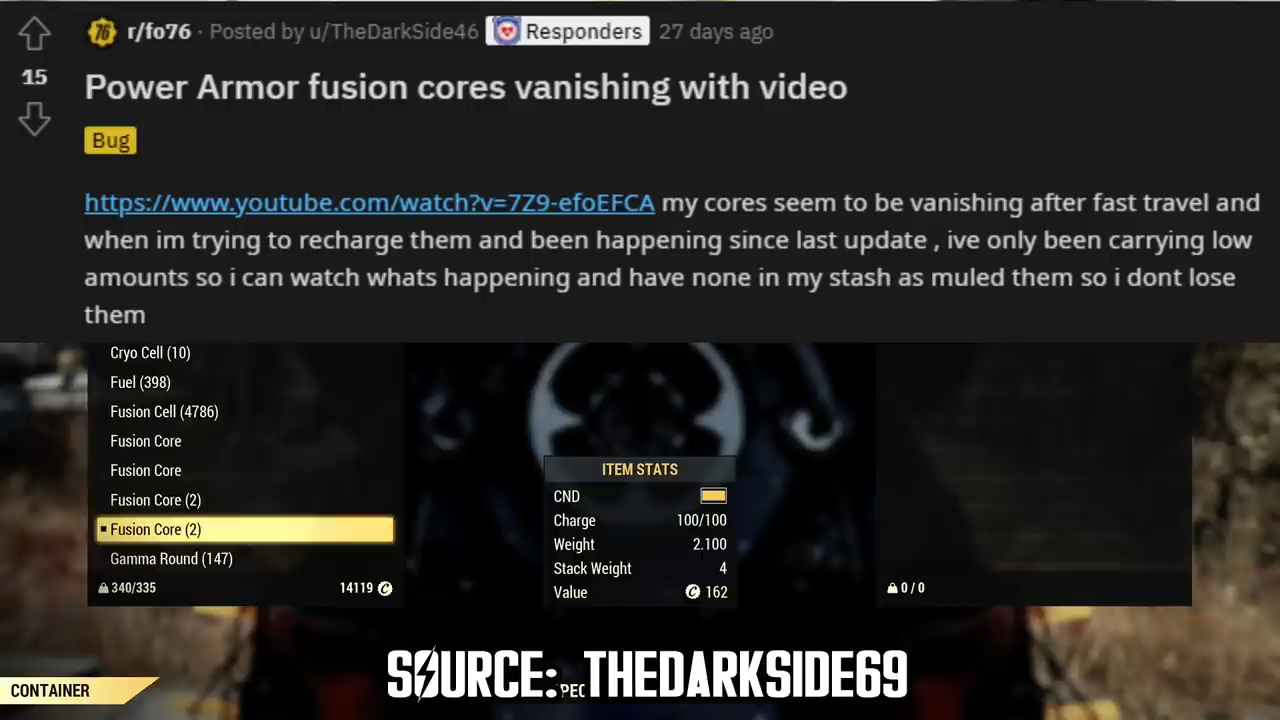 76 r/fo76 · Posted by u/TheDarkSide46 Responders 27 days ago
15
Power Armor fusion cores vanishing with video
Bug
https://www.youtube.com/watch?v=7Z9-efoEFCA my cores seem to be vanishing after fast travel and
when im trying to recharge them and been happening since last update , ive only been carrying low
amounts so i can watch whats happening and have none in my stash as muled them so i dont lose
them
Cryo Cell (10)
Fuel (398)
Fusion Cell (4786)
Fusion Core
Fusion Core
Fusion Core (2)
Fusion Core (2)
Gamma Round (147)
340/335 14119
ITEM STATS
CND
Charge 100/100
Weight 2.100
Stack Weight 4
Value 162
0 / 0
SOURCE: THEDARKSIDE69
CONTAINER